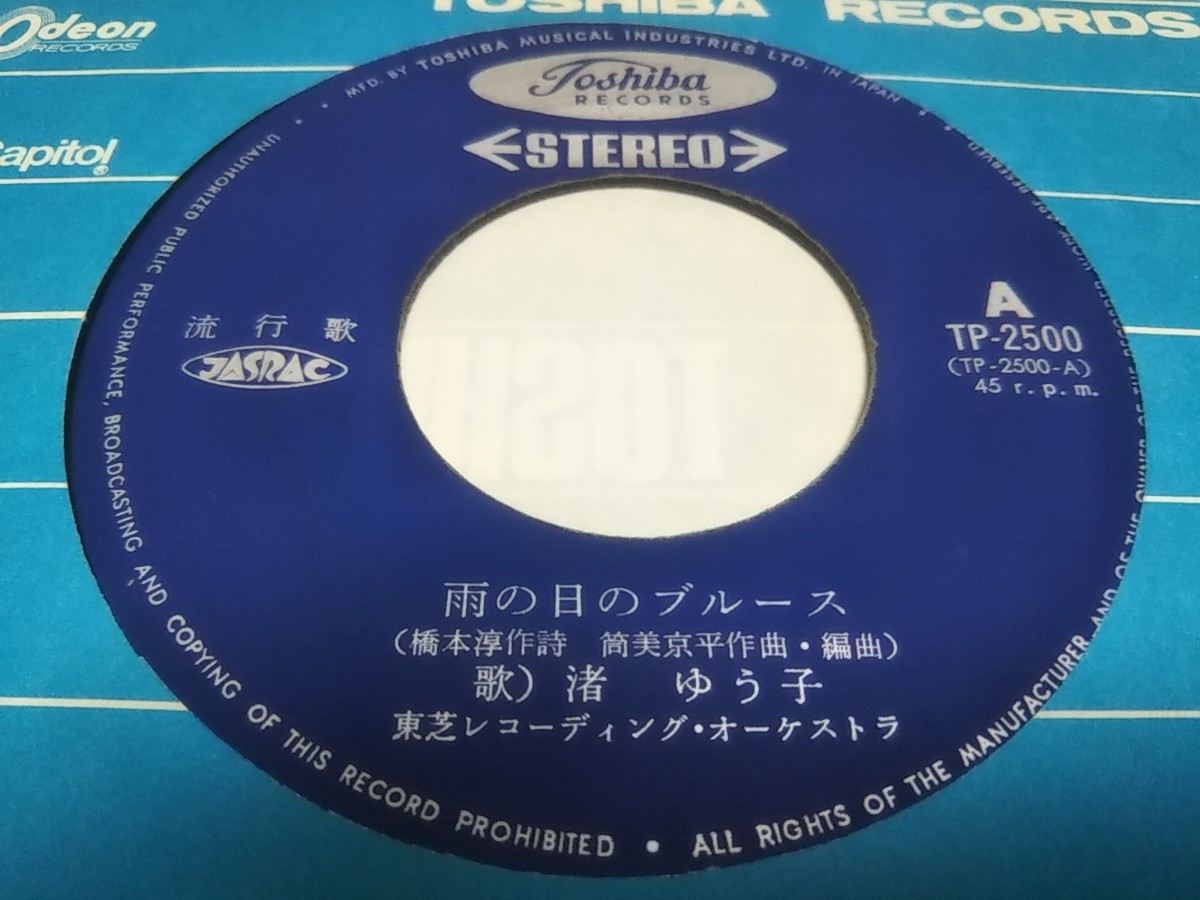 Odeon
RECORDS
TOSHIBA RECORDS
Capitol®
MFD. BY TOSHIBA MUSICAL INDUSTRIES LTD. IN JAPAN
Toshiba
RECORDS
STEREO
流行歌
JASRAC
A
TP-2500
(TP-2500-A)
45 r.p.m.
雨の日のブルース
(橋本淳作詩 筒美京平作曲・編曲)
歌) 渚 ゆう子
東芝レコーディング・オーケストラ
ALL RIGHTS OF THE MANUFACTURER AND OF THE OWNER OF THE RECORDED WORK ARE RESERVED
UNAUTHORIZED PUBLIC PERFORMANCE, BROADCASTING AND COPYING OF THIS RECORD PROHIBITED